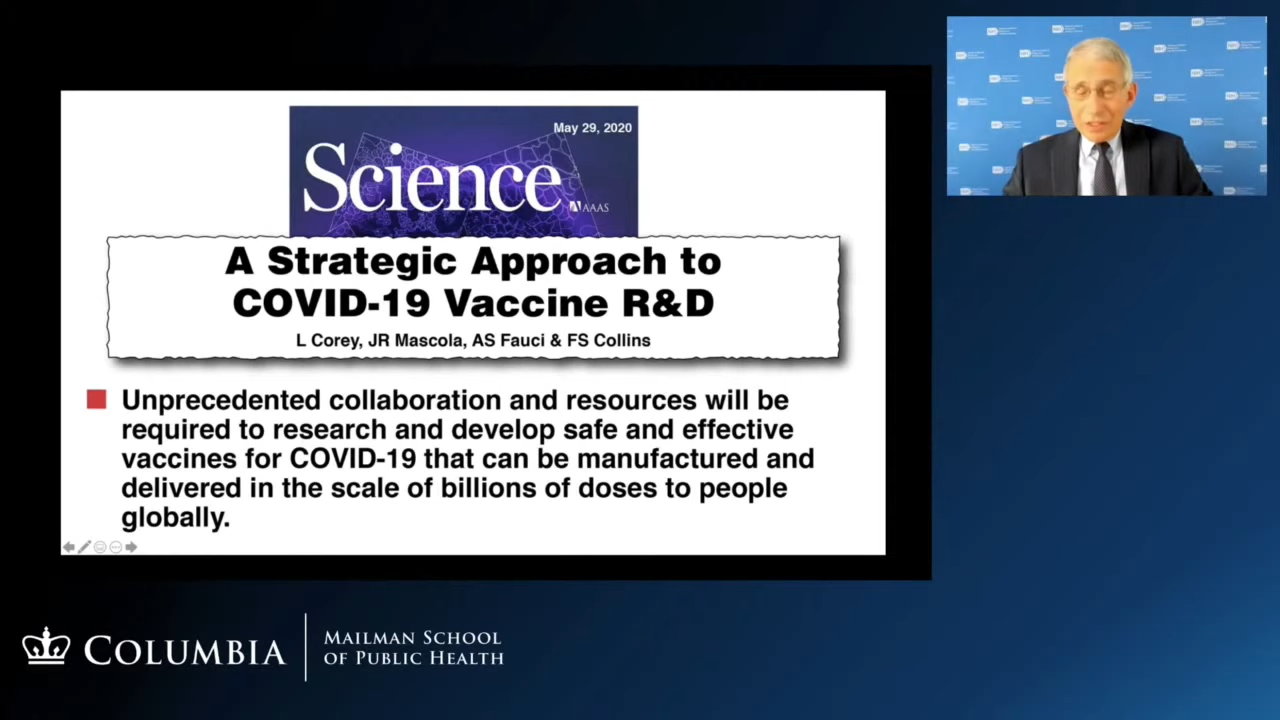 May 29, 2020
Science
AAAS
A Strategic Approach to
COVID-19 Vaccine R&D
L Corey, JR Mascola, AS Fauci & FS Collins
Unprecedented collaboration and resources will be
required to research and develop safe and effective
vaccines for COVID-19 that can be manufactured and
delivered in the scale of billions of doses to people
globally.
COLUMBIA
MAILMAN SCHOOL
OF PUBLIC HEALTH